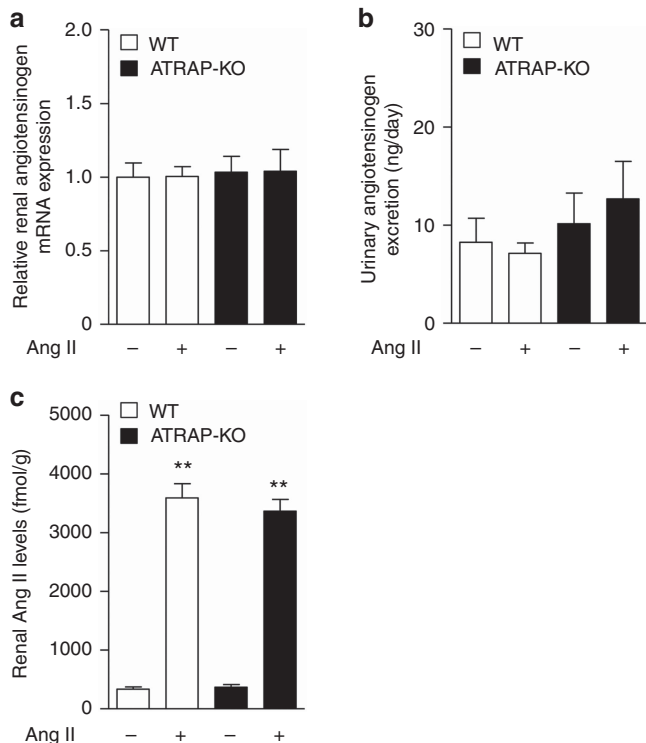 a
Relative renal angiotensinogen
mRNA expression
2.0
1.5
1.0
0.5
0
WT
ATRAP-KO
Ang II – + – +
b
Urinary angiotensinogen
excretion (ng/day)
30
20
10
0
WT
ATRAP-KO
Ang II – + – +
c
Renal Ang II levels (fmol/g)
5000
4000
3000
2000
1000
0
WT
ATRAP-KO
**
**
Ang II – + – +